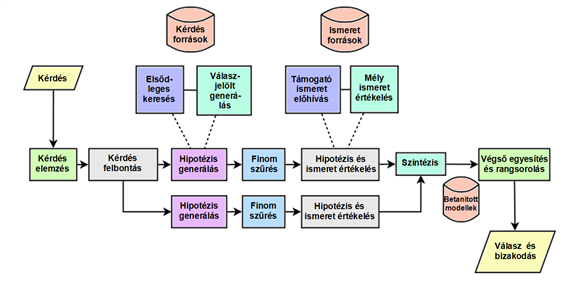 Kérdés
források
Ismeret
források
Kérdés
Elsőd-
leges
keresés
Válasz-
jelölt
generá-
lás
Támogató
ismeret
előhívás
Mély
ismeret
értékelés
Kérdés
elemzés
Kérdés
felbontás
Hipotézis
generálás
Finom
szűrés
Hipotézis és
ismeret értékelés
Szintézis
Végső egyesítés
és rangsorolás
Hipotézis
generálás
Finom
szűrés
Hipotézis és
ismeret értékelés
Betanított
modellek
Válasz és
bizakodás